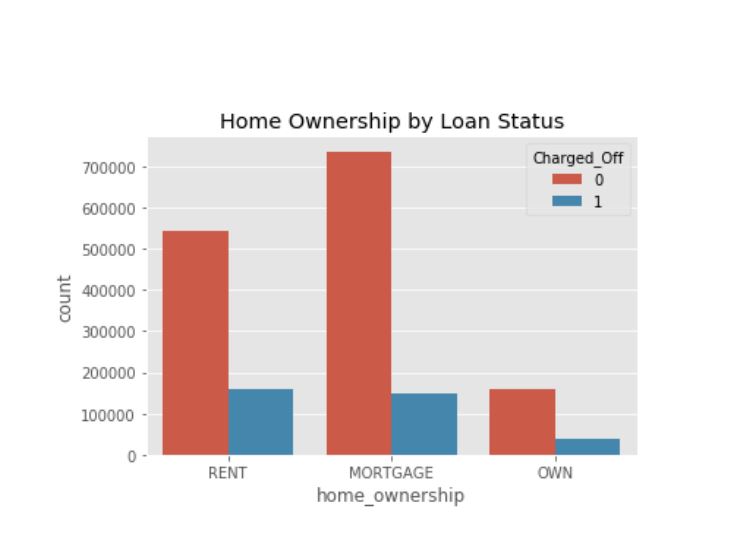 Home Ownership by Loan Status
Charged_Off
0
1
count
700000
600000
500000
400000
300000
200000
100000
0
RENT
MORTGAGE
OWN
home_ownership